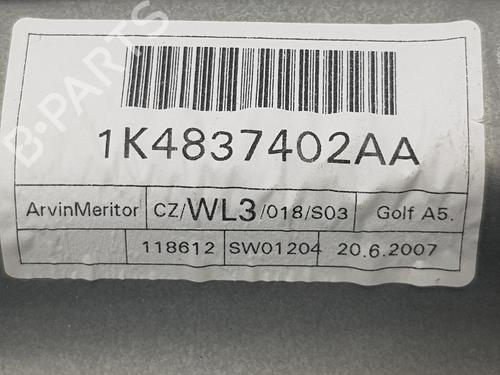 B-PARTS
1K4837402AA
ArvinMeritor CZ/WL3/018/S03 Golf A5.
118612 SW01204 20.6.2007